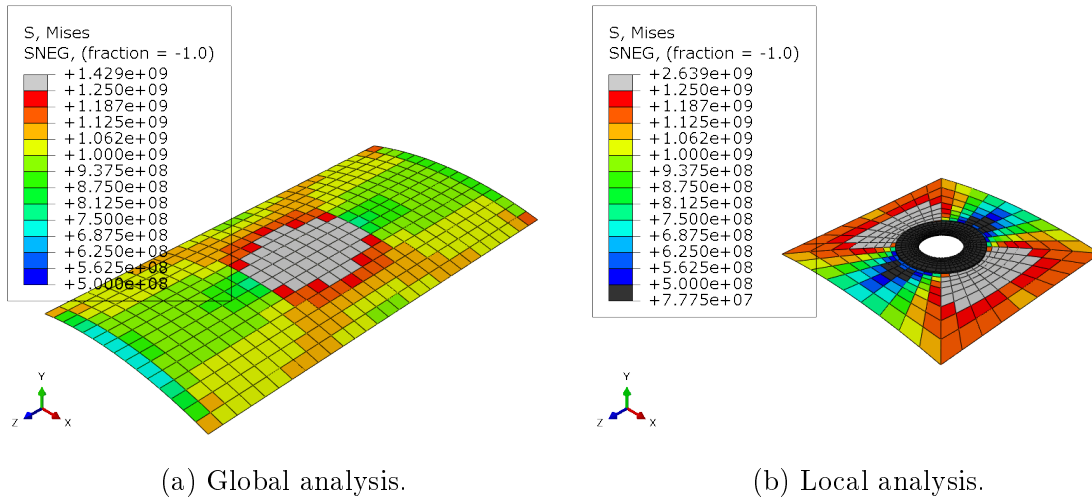 S, Mises
SNEG, (fraction = -1.0)
+1.429e+09
+1.250e+09
+1.187e+09
+1.125e+09
+1.062e+09
+1.000e+09
+9.375e+08
+8.750e+08
+8.125e+08
+7.500e+08
+6.875e+08
+6.250e+08
+5.625e+08
+5.000e+08
Y
Z
X
(a) Global analysis.
S, Mises
SNEG, (fraction = -1.0)
+2.639e+09
+1.250e+09
+1.187e+09
+1.125e+09
+1.062e+09
+1.000e+09
+9.375e+08
+8.750e+08
+8.125e+08
+7.500e+08
+6.875e+08
+6.250e+08
+5.625e+08
+5.000e+08
+7.775e+07
Y
Z
X
(b) Local analysis.